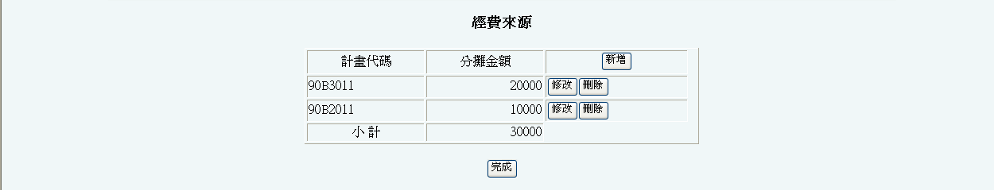 經費來源
計畫代碼 分攤金額 新增
90B3011 20000 修改 刪除
90B2011 10000 修改 刪除
小計 30000
完成